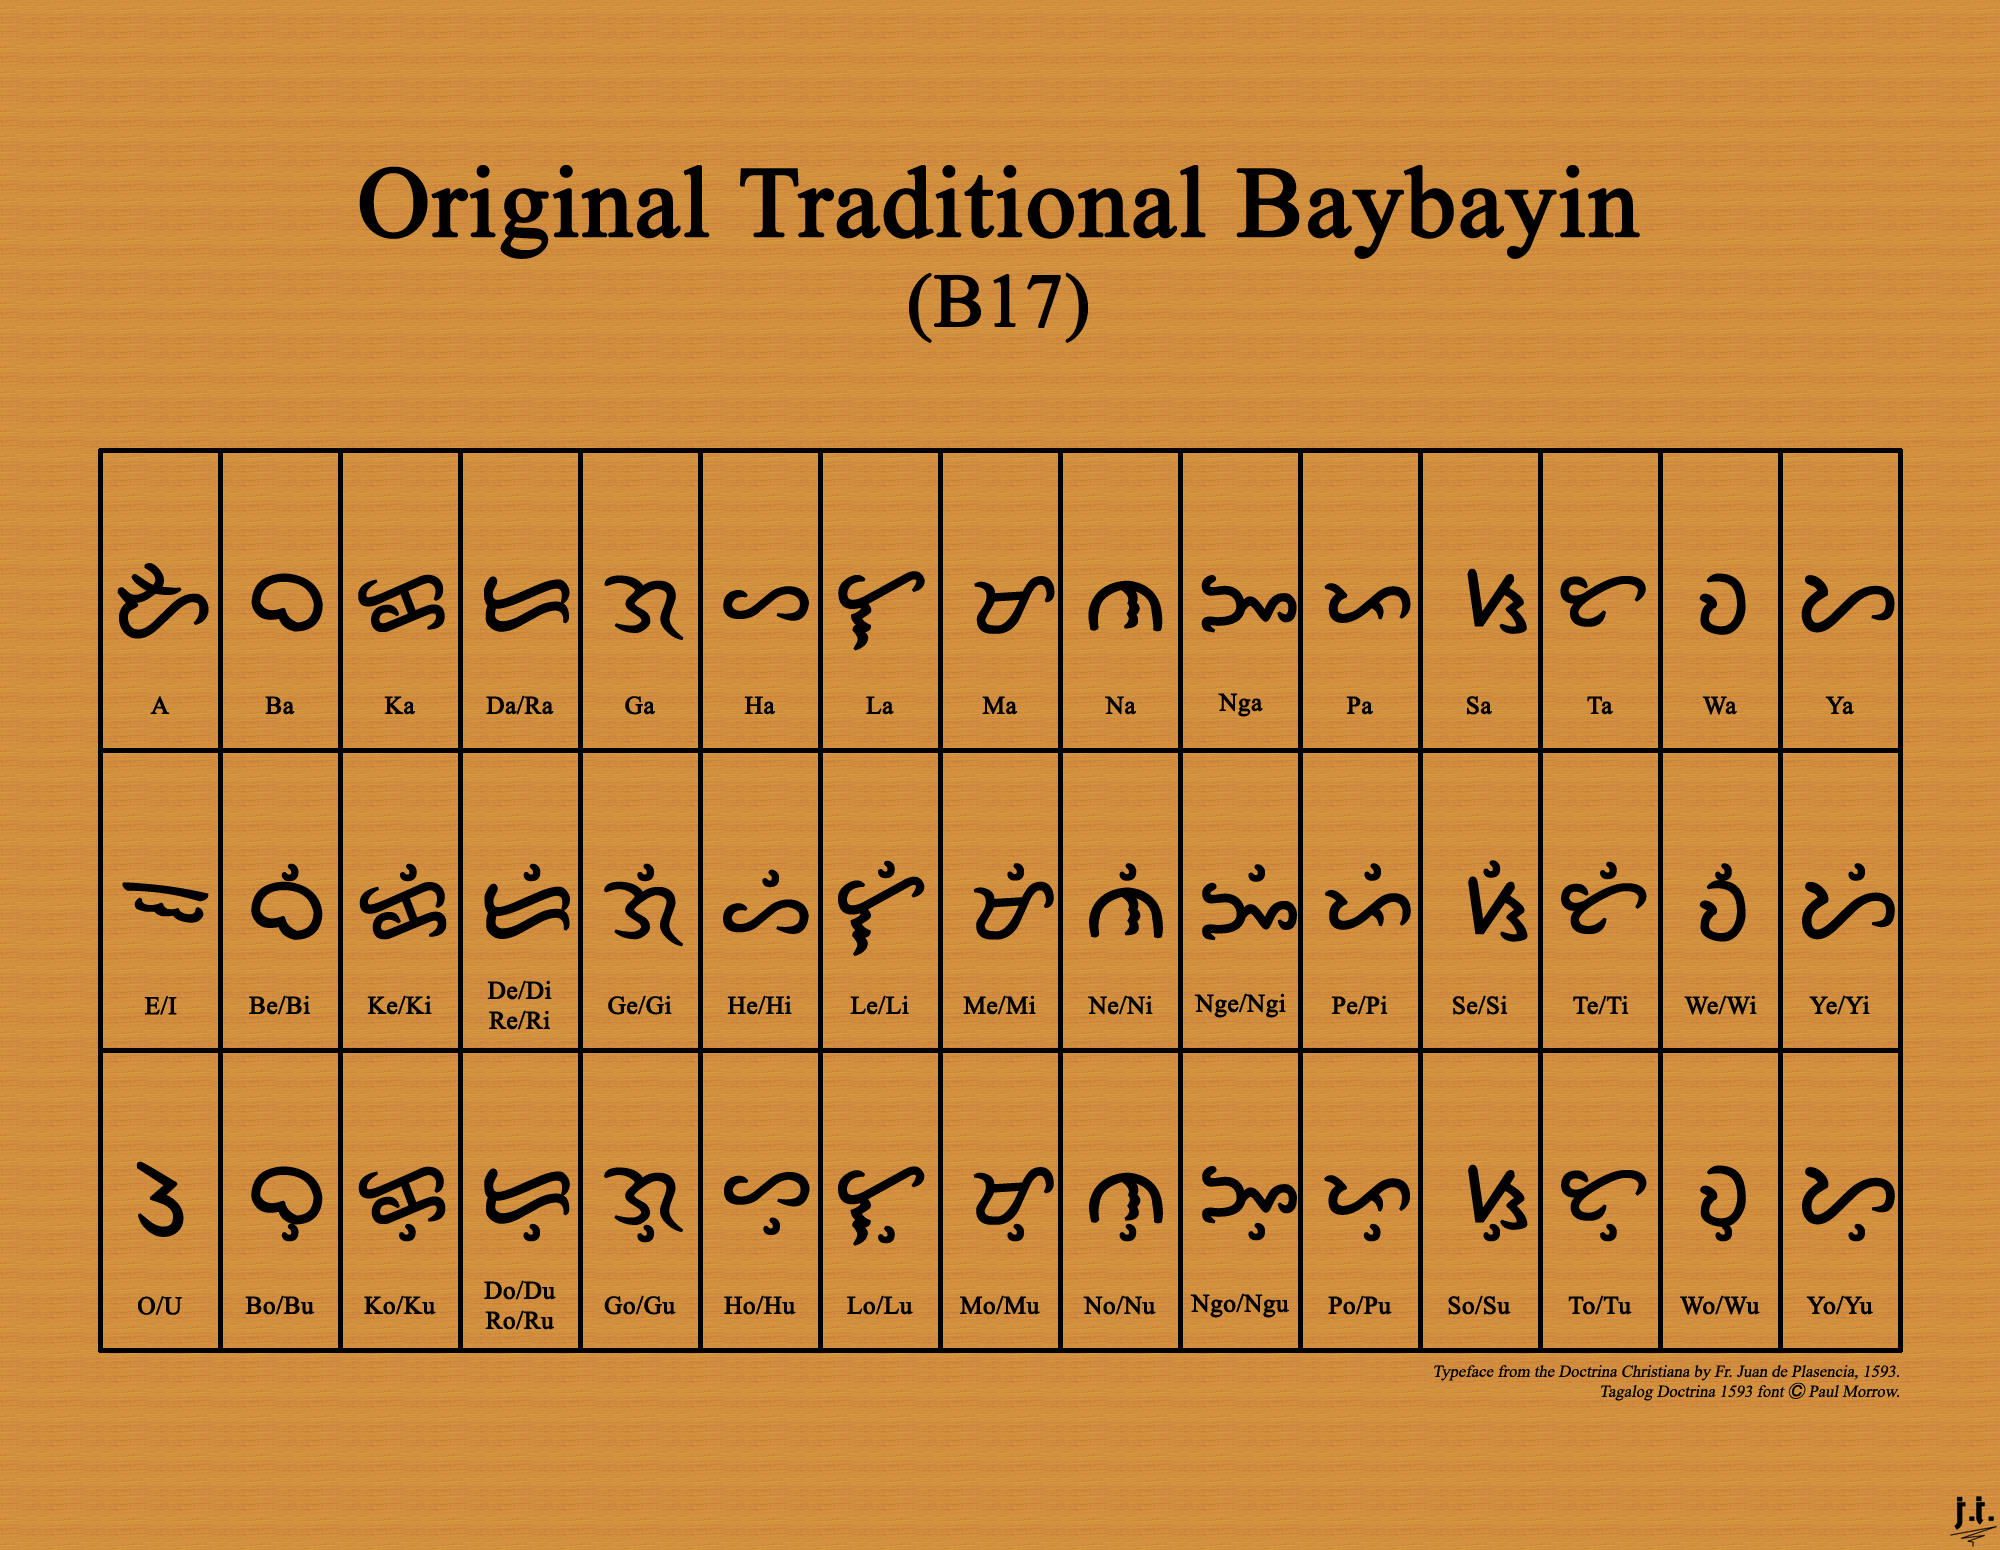 Original Traditional Baybayin
(B17)
ᜀ ᜊ ᜃ ᜇ ᜄ ᜑ ᜎ ᜋ ᜈ ᜅ ᜉ ᜐ ᜆ ᜏ ᜌ
A Ba Ka Da/Ra Ga Ha La Ma Na Nga Pa Sa Ta Wa Ya
ᜁ ᜊᜒ ᜃᜒ ᜇᜒ ᜄᜒ ᜑᜒ ᜎᜒ ᜋᜒ ᜈᜒ ᜅᜒ ᜉᜒ ᜐᜒ ᜆᜒ ᜏᜒ ᜌᜒ
E/I Be/Bi Ke/Ki De/Di Re/Ri Ge/Gi He/Hi Le/Li Me/Mi Ne/Ni Nge/Ngi Pe/Pi Se/Si Te/Ti We/Wi Ye/Yi
ᜂ ᜊᜓ ᜃᜓ ᜇᜓ ᜄᜓ ᜑᜓ ᜎᜓ ᜋᜓ ᜈᜓ ᜅᜓ ᜉᜓ ᜐᜓ ᜆᜓ ᜏᜓ ᜌᜓ
O/U Bo/Bu Ko/Ku Do/Du Ro/Ru Go/Gu Ho/Hu Lo/Lu Mo/Mu No/Nu Ngo/Ngu Po/Pu So/Su To/Tu Wo/Wu Yo/Yu
Typeface from the Doctrina Christiana by Fr. Juan de Plasencia, 1593.
Tagalog Doctrina 1593 font © Paul Morrow.